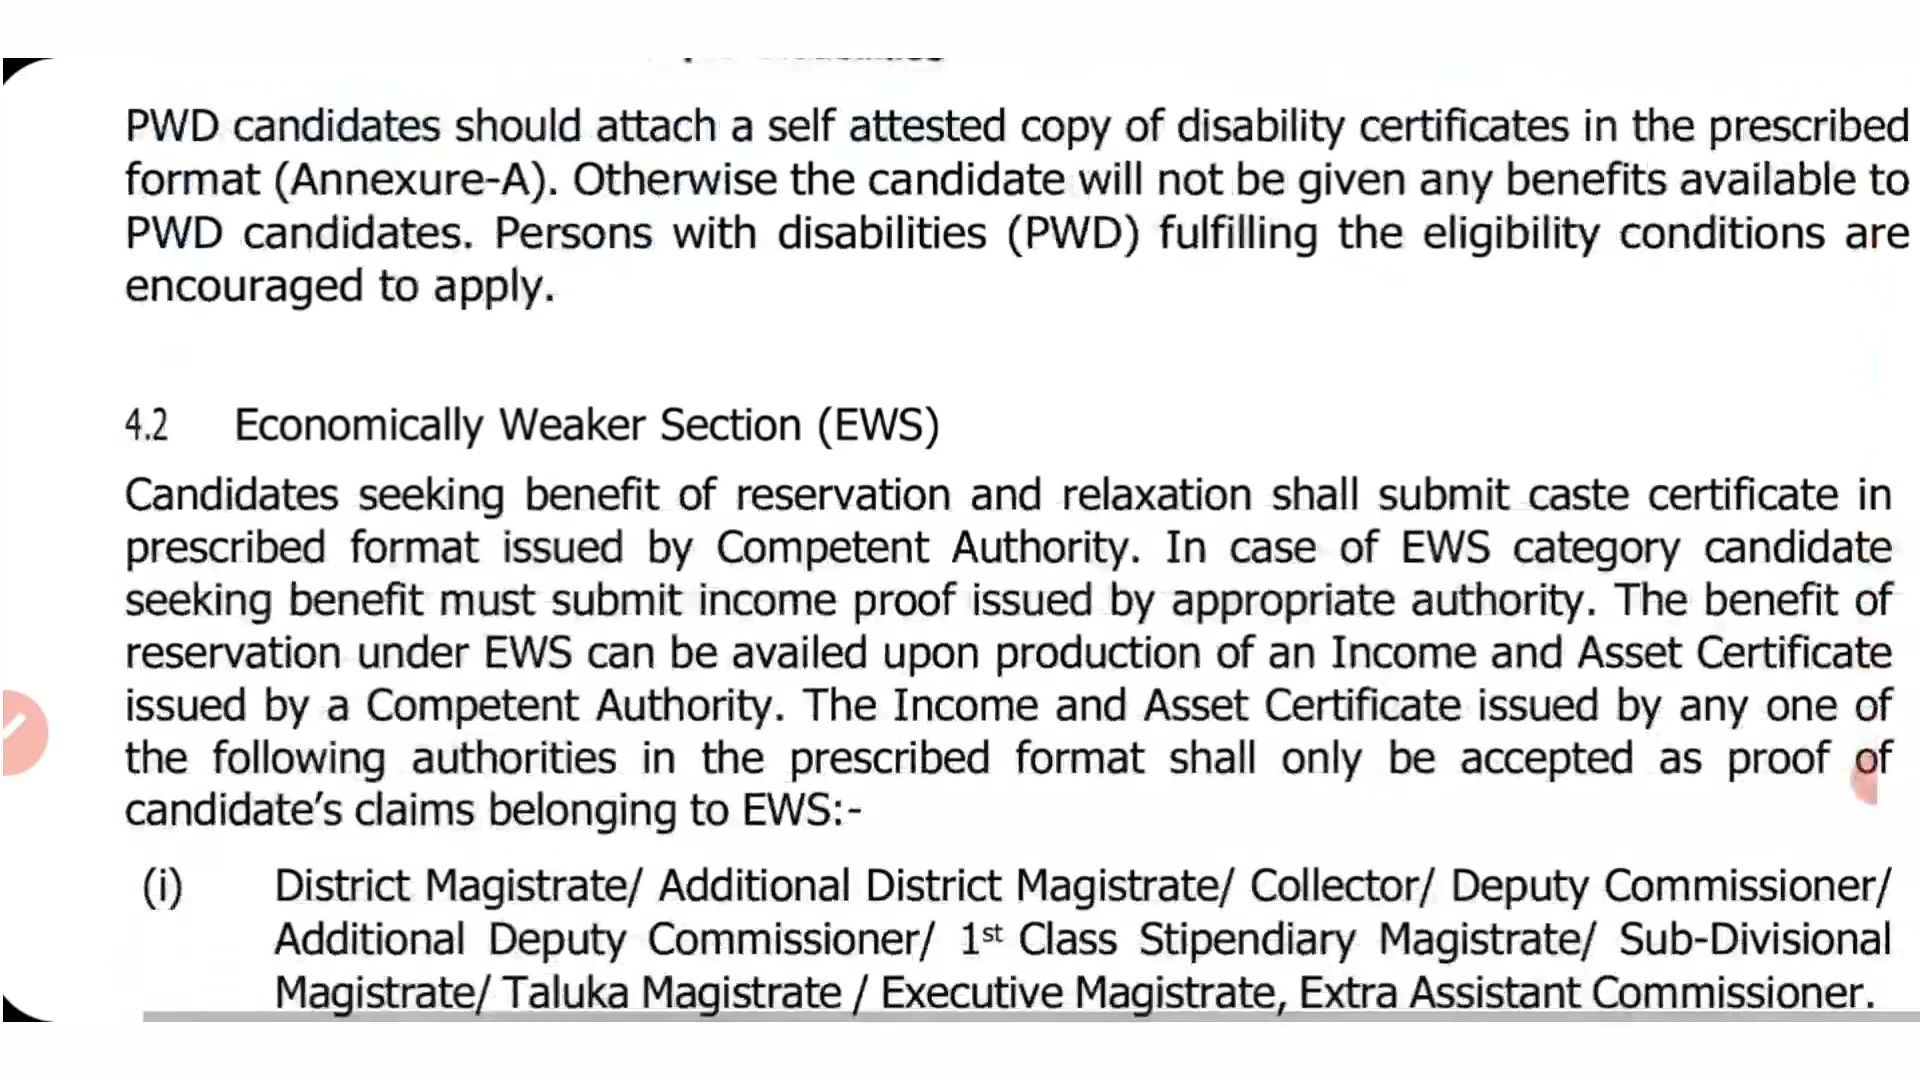 PWD candidates should attach a self attested copy of disability certificates in the prescribed
format (Annexure-A). Otherwise the candidate will not be given any benefits available to
PWD candidates. Persons with disabilities (PWD) fulfilling the eligibility conditions are
encouraged to apply.
4.2 Economically Weaker Section (EWS)
Candidates seeking benefit of reservation and relaxation shall submit caste certificate in
prescribed format issued by Competent Authority. In case of EWS category candidate
seeking benefit must submit income proof issued by appropriate authority. The benefit of
reservation under EWS can be availed upon production of an Income and Asset Certificate
issued by a Competent Authority. The Income and Asset Certificate issued by any one of
the following authorities in the prescribed format shall only be accepted as proof of
candidate's claims belonging to EWS:-
(i) District Magistrate/ Additional District Magistrate/ Collector/ Deputy Commissioner/
Additional Deputy Commissioner/ 1st Class Stipendiary Magistrate/ Sub-Divisional
Magistrate/ Taluka Magistrate / Executive Magistrate, Extra Assistant Commissioner.